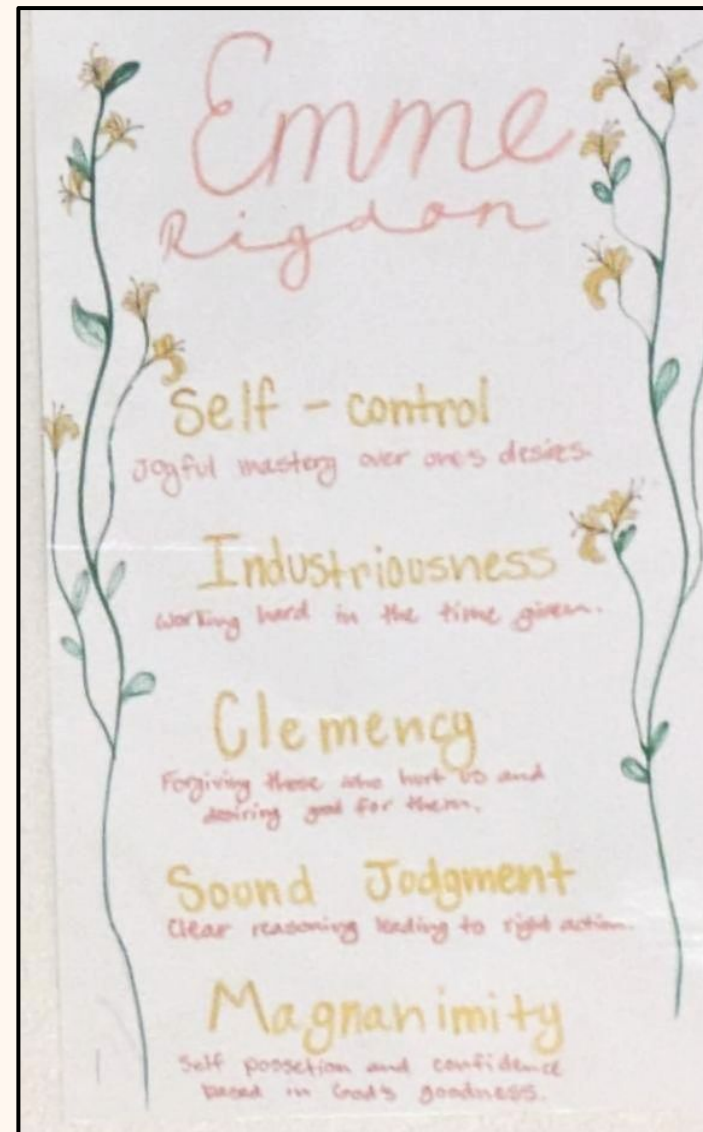 Emme
Rigdon
Self - control
Joyful mastery over one's desires.
Industriousness
Working hard in the time given.
Clemency
Forgiving those who hurt us and
desiring good for them.
Sound Judgment
Clear reasoning leading to right action.
Magnanimity
Self possetion and confidence
based in God's goodness.